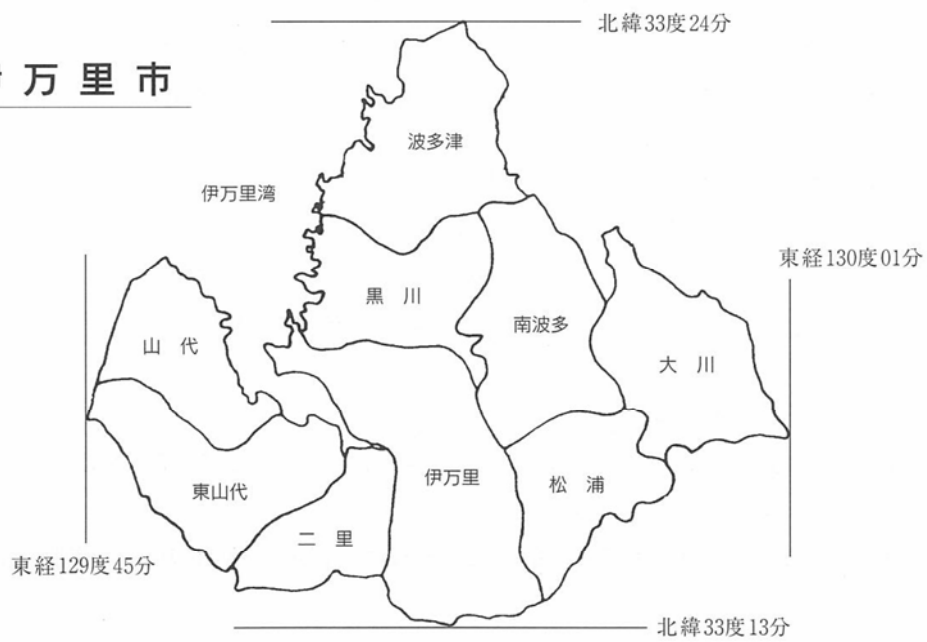 北緯33度24分
万里市
波多津
伊万里湾
東経130度01分
黒川
南波多
山代
大川
伊万里
松浦
東山代
二里
東経129度45分
北緯33度13分